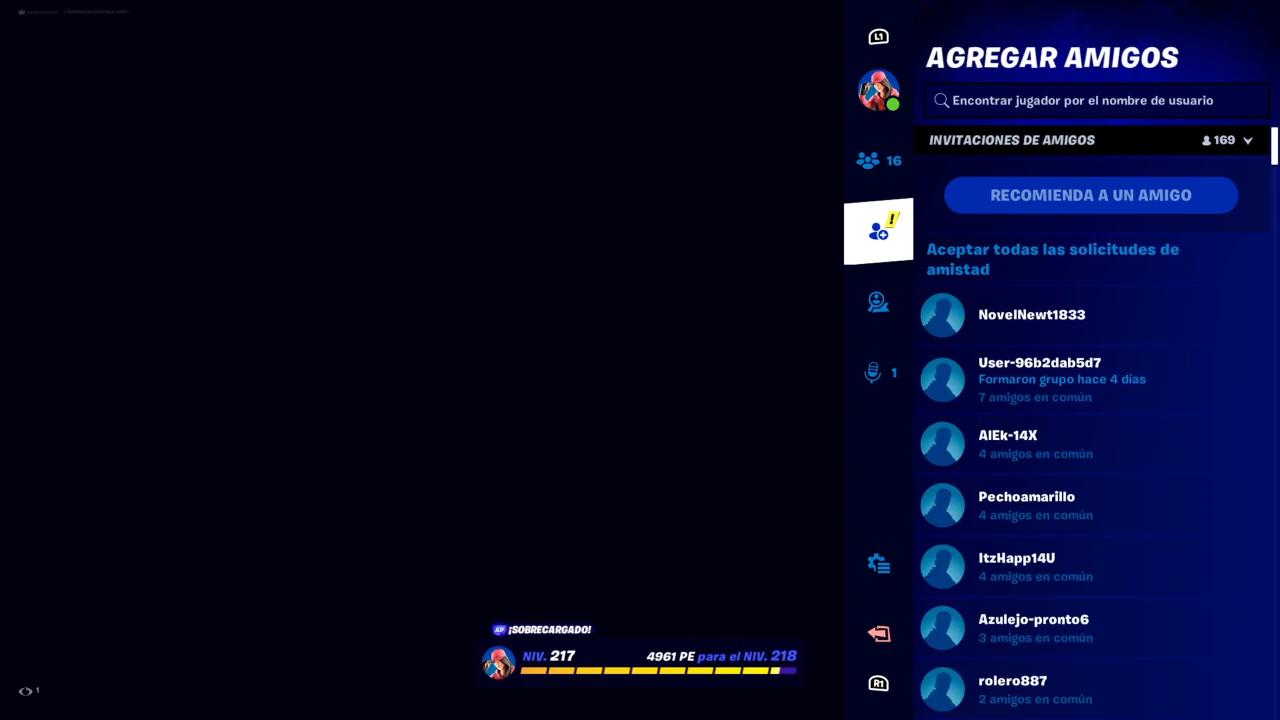 L1
AGREGAR AMIGOS
Encontrar jugador por el nombre de usuario
INVITACIONES DE AMIGOS 169
16
RECOMIENDA A UN AMIGO
!
Aceptar todas las solicitudes de
amistad
NovelNewt1833
User-96b2dab5d7
Formaron grupo hace 4 días
7 amigos en común
1
AlEk-14X
4 amigos en común
Pechoamarillo
4 amigos en común
ItzHapp14U
4 amigos en común
Azulejo-pronto6
3 amigos en común
rolero887
2 amigos en común
XP ¡SOBRECARGADO!
NIV. 217 4961 PE para el NIV. 218
R1
1